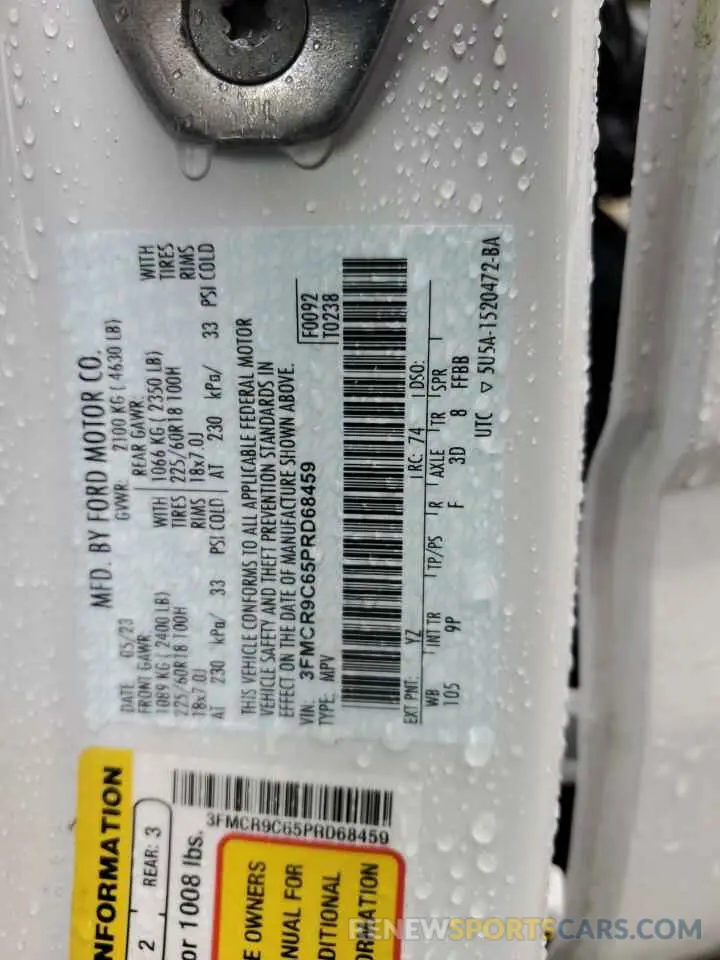 MFD. BY FORD MOTOR CO.
DATE: 05/23 GVWR: 2100 KG ( 4630 LB)
FRONT GAWR: REAR GAWR:
1089 KG ( 2400 LB) WITH 1066 KG ( 2350 LB) WITH
225/60R18 100H TIRES 225/60R18 100H TIRES
18x7.0J RIMS 18x7.0J RIMS
AT 230 kPa/ 33 PSI COLD AT 230 kPa/ 33 PSI COLD
THIS VEHICLE CONFORMS TO ALL APPLICABLE FEDERAL MOTOR
VEHICLE SAFETY AND THEFT PREVENTION STANDARDS IN
EFFECT ON THE DATE OF MANUFACTURE SHOWN ABOVE.
VIN: 3FMCR9C65PRD68459 F0092
TYPE: MPV T0238
EXT PNT: YZ RC: 74 DSO:
WB INT TR TP/PS R AXLE TR SPR
105 9P F 3D 8 FFBB
UTC ▽ 5U5A-1520472-BA
NFORMATION
2 REAR: 3
or 1008 lbs.
3FMCR9C65PRD68459
E OWNERS
NUAL FOR
DITIONAL
ORMATION
RENEWSPORTSCARS.COM